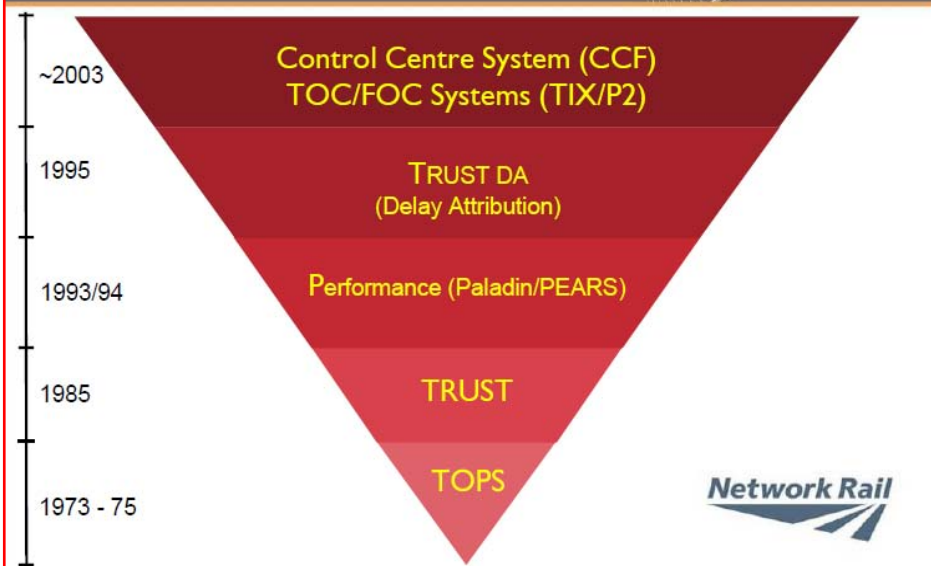 ~2003
Control Centre System (CCF)
TOC/FOC Systems (TIX/P2)
1995
TRUST DA
(Delay Attribution)
1993/94
Performance (Paladin/PEARS)
1985
TRUST
TOPS
1973 - 75
Network Rail